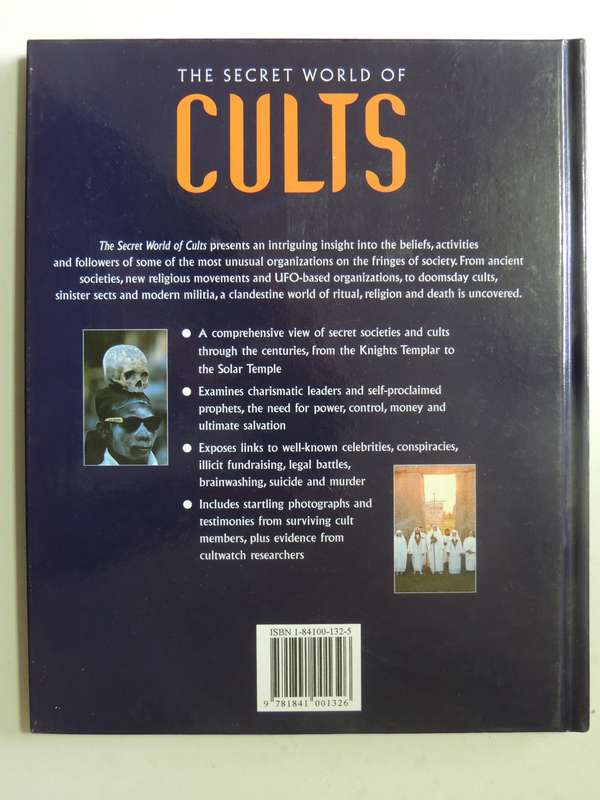 THE SECRET WORLD OF
CULTS
The Secret World of Cults presents an intriguing insight into the beliefs, activities
and followers of some of the most unusual organizations on the fringes of society. From ancient
societies, new religious movements and UFO-based organizations, to doomsday cults,
sinister sects and modern militia, a clandestine world of ritual, religion and death is uncovered.
● A comprehensive view of secret societies and cults
through the centuries, from the Knights Templar to
the Solar Temple
● Examines charismatic leaders and self-proclaimed
prophets, the need for power, control, money and
ultimate salvation
● Exposes links to well-known celebrities, conspiracies,
illicit fundraising, legal battles,
brainwashing, suicide and murder
● Includes startling photographs and
testimonies from surviving cult
members, plus evidence from
cultwatch researchers
ISBN 1-84100-132-5
9 781841 001326